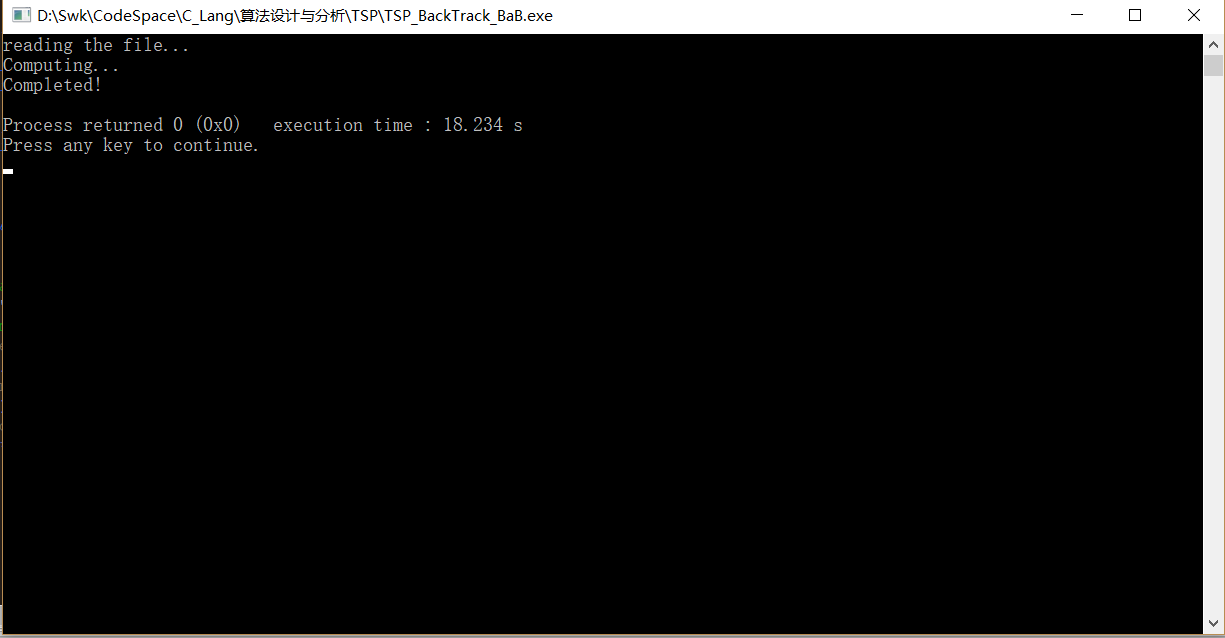 D:\Swk\CodeSpace\C_Lang\算法设计与分析\TSP\TSP_BackTrack_BaB.exe
reading the file...
Computing...
Completed!
Process returned 0 (0x0)   execution time : 18.234 s
Press any key to continue.